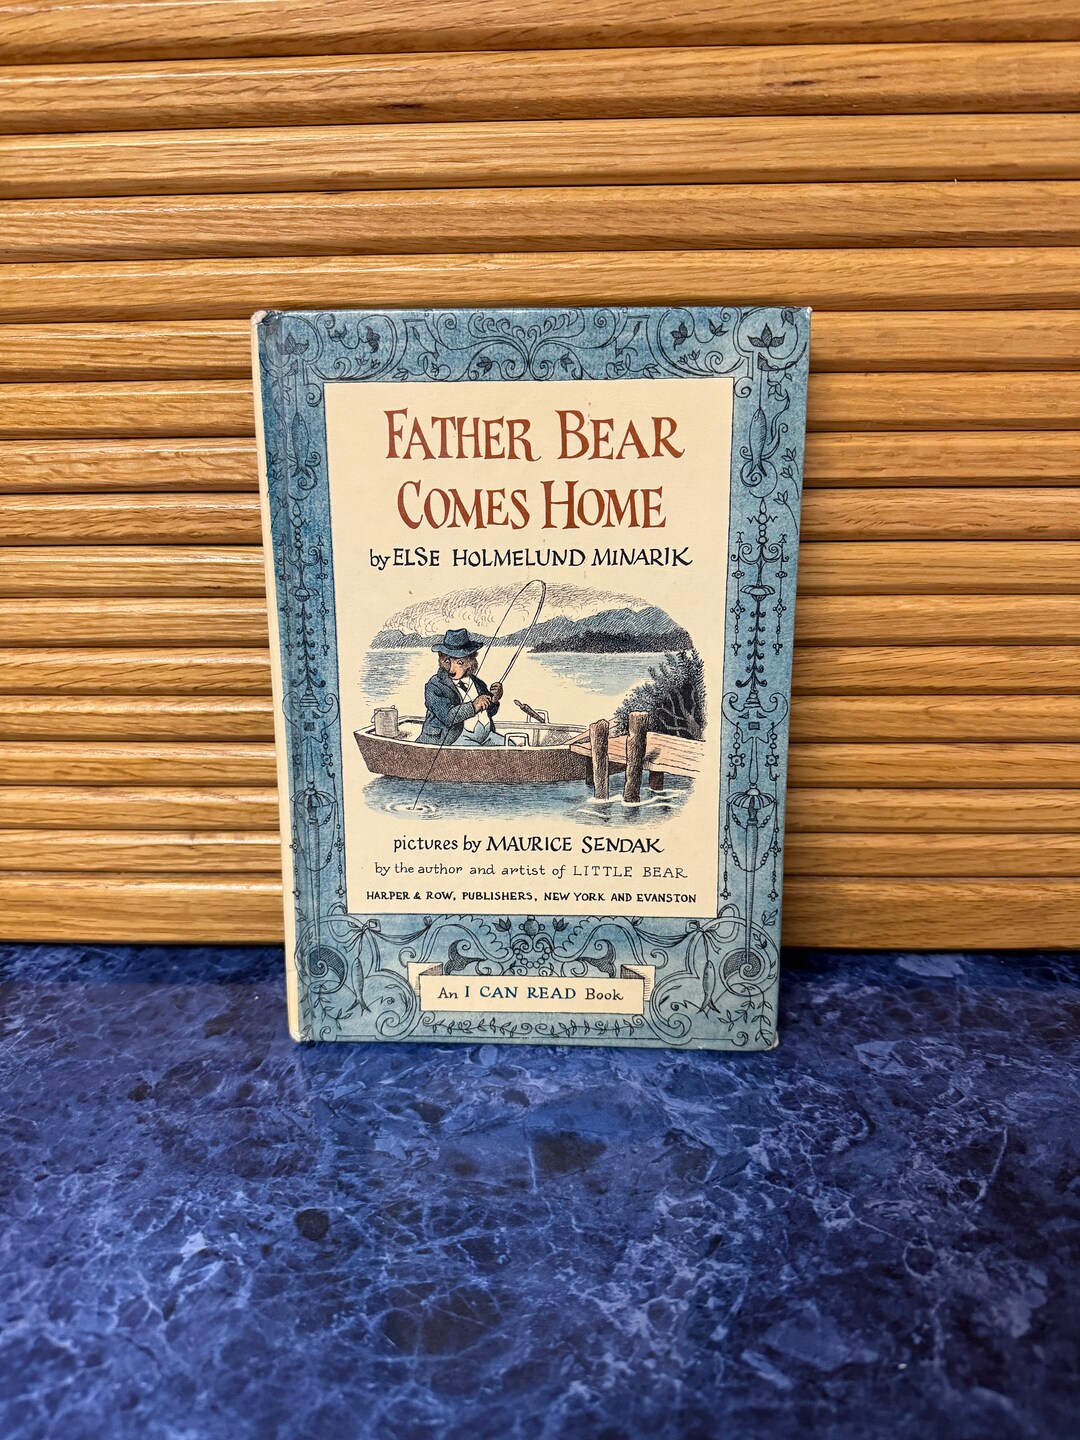 FATHER BEAR
COMES HOME
by ELSE HOLMELUND MINARIK
pictures by MAURICE SENDAK
by the author and artist of LITTLE BEAR
HARPER & ROW, PUBLISHERS, NEW YORK AND EVANSTON
An I CAN READ Book